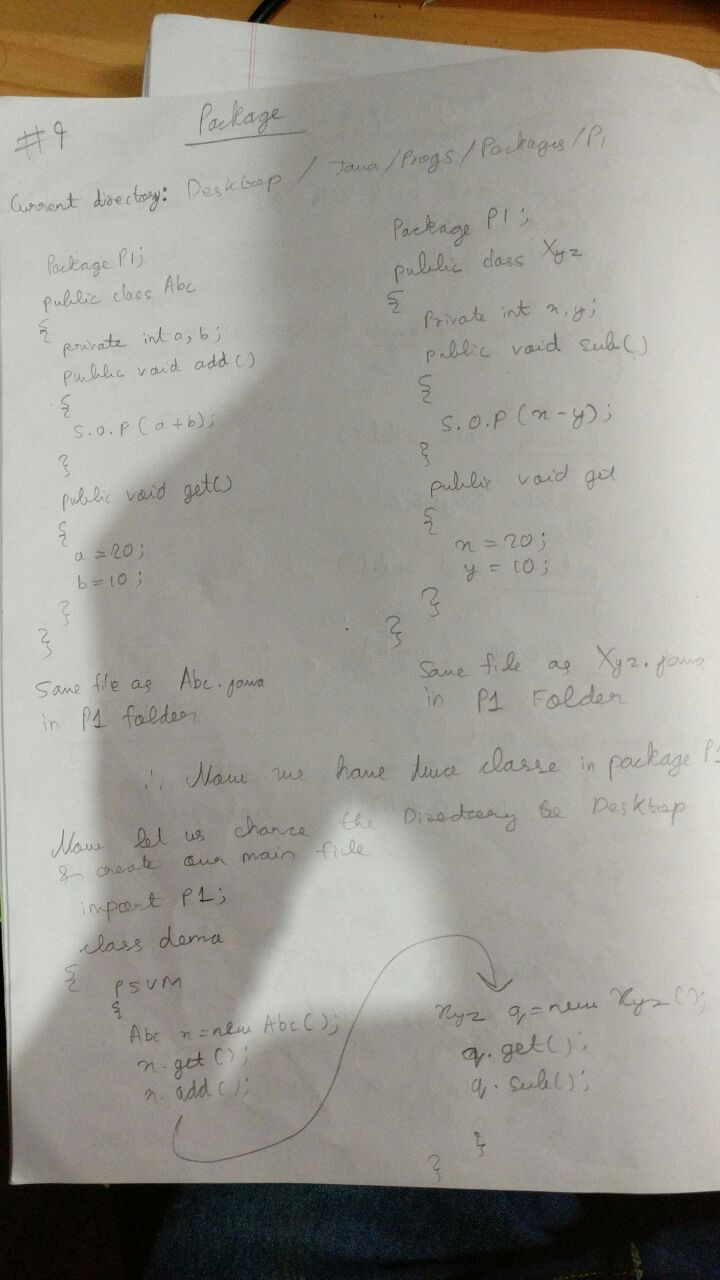 #9
Package
Current directory: Desktop / Java/Progs/Packages/P1
Package P1;
public class Abc
{
private int a, b;
public void add()
{
S.O.P (a+b);
}
public void get()
{
a = 20;
b = 10;
}
}
Save file as Abc.java
in P1 folder
Package P1;
public class Xyz
{
Private int x, y;
public void sub()
{
S.O.P (x-y);
}
public void get
{
x = 20;
y = 10;
}
}
Save file as Xyz.java
in P1 Folder
∴ Now we have two classe in package P1
Now let us change the Directory to Desktop
& create our main file
import P1;
class demo
{
PSVM
{
Abc x = new Abc();
x.get();
x.add();
Xyz q = new Xyz();
q.get();
q.sub();
}
}